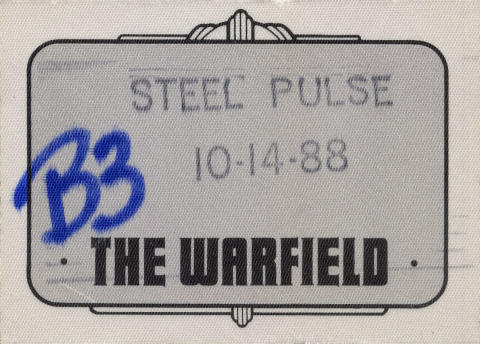 STEEL PULSE
10-14-88
B3
THE WARFIELD